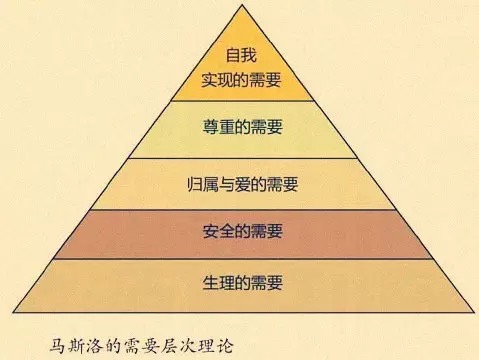 自我
实现的需要
尊重的需要
归属与爱的需要
安全的需要
生理的需要
马斯洛的需要层次理论